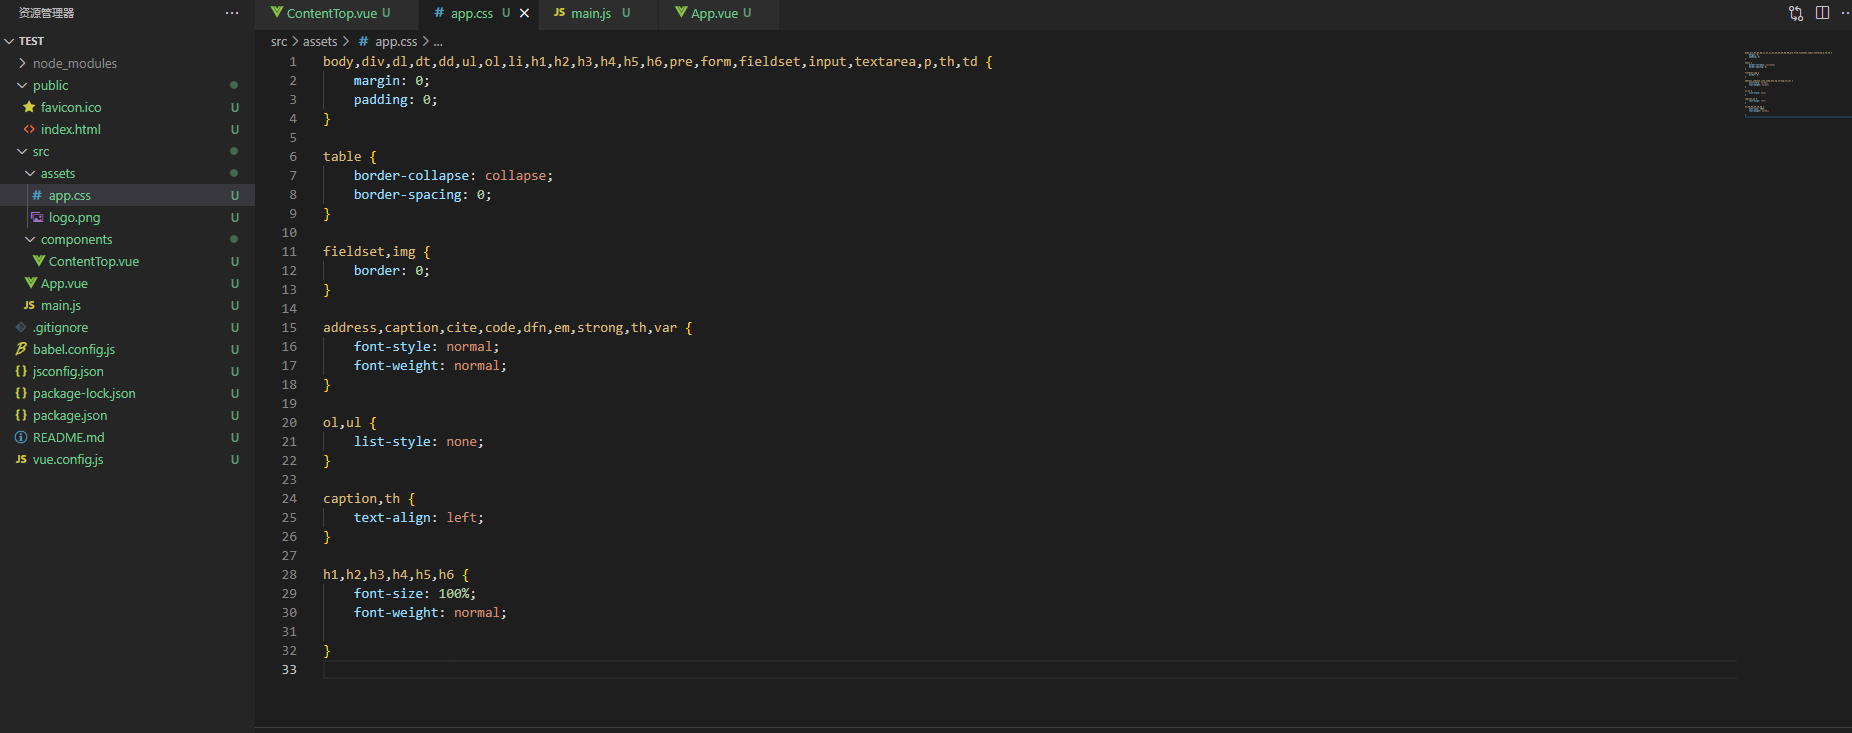 资源管理器 ···
TEST
node_modules
public
favicon.ico U
index.html U
src
assets
# app.css U
logo.png U
components
ContentTop.vue U
App.vue U
JS main.js U
.gitignore U
babel.config.js U
{} jsconfig.json U
{} package-lock.json U
{} package.json U
README.md U
JS vue.config.js U
ContentTop.vue U # app.css U × JS main.js U App.vue U
src > assets > # app.css > ...
1 body,div,dl,dt,dd,ul,ol,li,h1,h2,h3,h4,h5,h6,pre,form,fieldset,input,textarea,p,th,td {
2 margin: 0;
3 padding: 0;
4 }
5
6 table {
7 border-collapse: collapse;
8 border-spacing: 0;
9 }
10
11 fieldset,img {
12 border: 0;
13 }
14
15 address,caption,cite,code,dfn,em,strong,th,var {
16 font-style: normal;
17 font-weight: normal;
18 }
19
20 ol,ul {
21 list-style: none;
22 }
23
24 caption,th {
25 text-align: left;
26 }
27
28 h1,h2,h3,h4,h5,h6 {
29 font-size: 100%;
30 font-weight: normal;
31
32 }
33